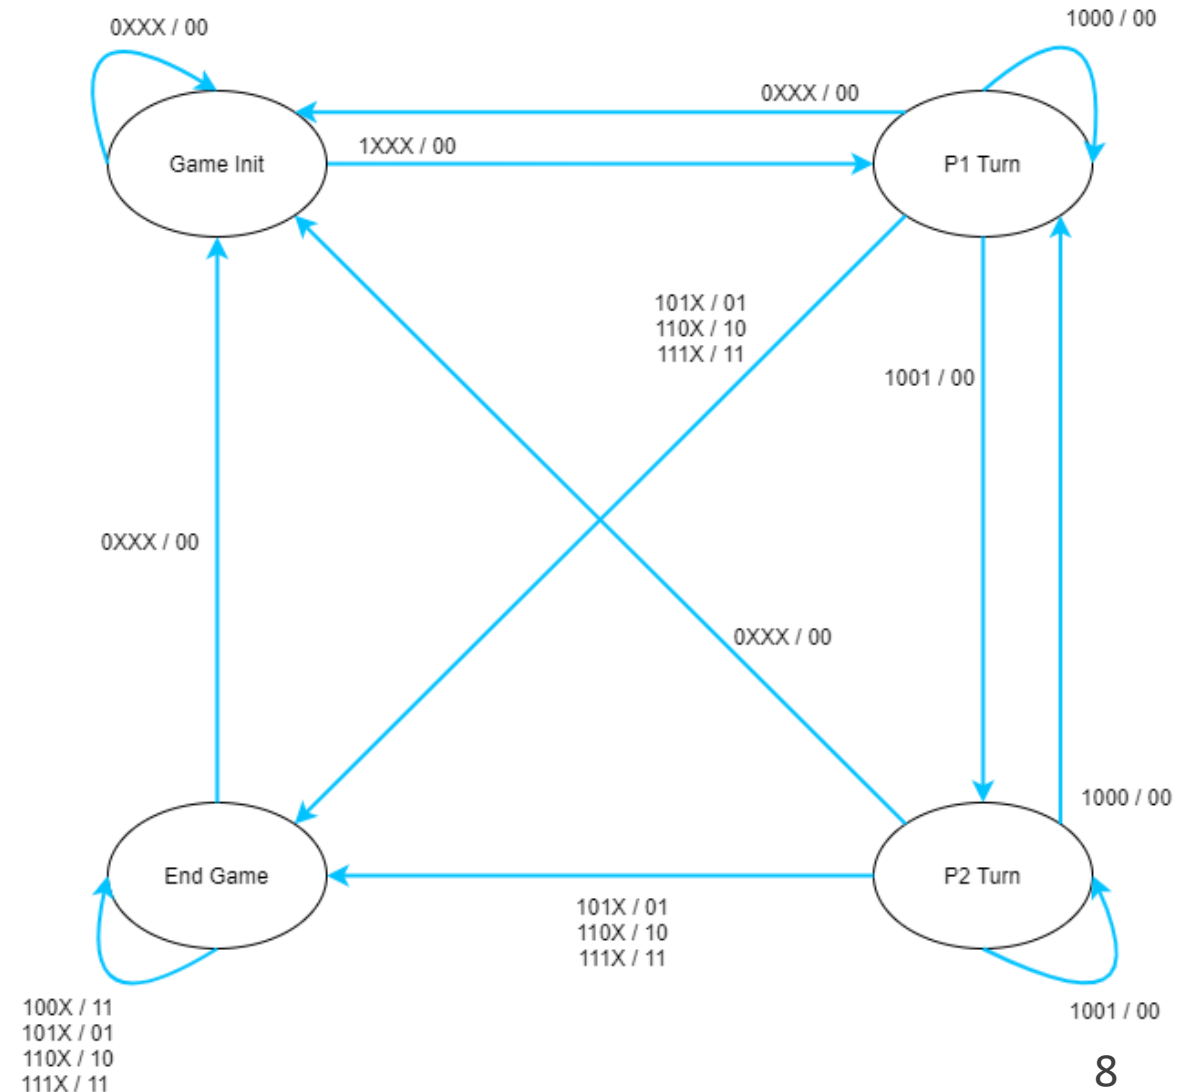 0XXX / 00
1000 / 00
0XXX / 00
1XXX / 00
Game Init
P1 Turn
101X / 01
110X / 10
111X / 11
1001 / 00
0XXX / 00
0XXX / 00
1000 / 00
End Game
P2 Turn
101X / 01
110X / 10
111X / 11
100X / 11
101X / 01
110X / 10
111X / 11
1001 / 00
8